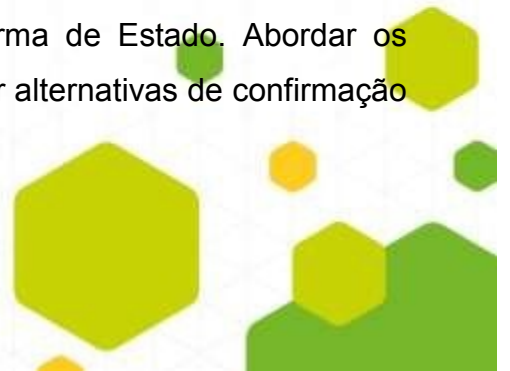 rma de Estado. Abordar os
r alternativas de confirmação